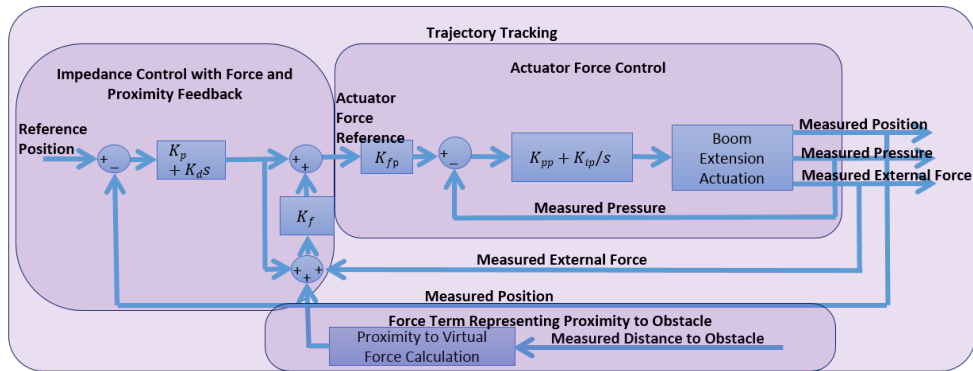 Trajectory Tracking
Impedance Control with Force and
Proximity Feedback
Actuator Force Control
Reference
Position
+
−
K_p
+ K_d s
+
+
Actuator
Force
Reference
K_fp
+
−
K_pp + K_ip/s
Boom
Extension
Actuation
Measured Position
Measured Pressure
Measured External Force
Measured Pressure
K_f
+
+
+
Measured External Force
Measured Position
Force Term Representing Proximity to Obstacle
Proximity to Virtual
Force Calculation
Measured Distance to Obstacle